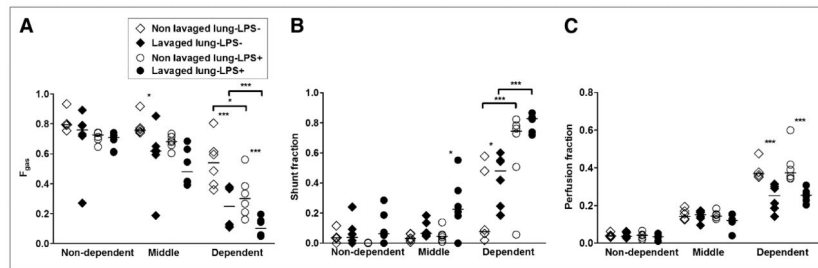 A
Non lavaged lung-LPS-
Lavaged lung-LPS-
Non lavaged lung-LPS+
Lavaged lung-LPS+
B
C
1.0
0.8
0.6
0.4
0.2
0.0
Fgas
*
***
*
***
***
Non-dependent
Middle
Dependent
1.0
0.8
0.6
0.4
0.2
0.0
Shunt fraction
***
***
*
*
Non-dependent
Middle
Dependent
0.8
0.6
0.4
0.2
0.0
Perfusion fraction
***
***
Non-dependent
Middle
Dependent